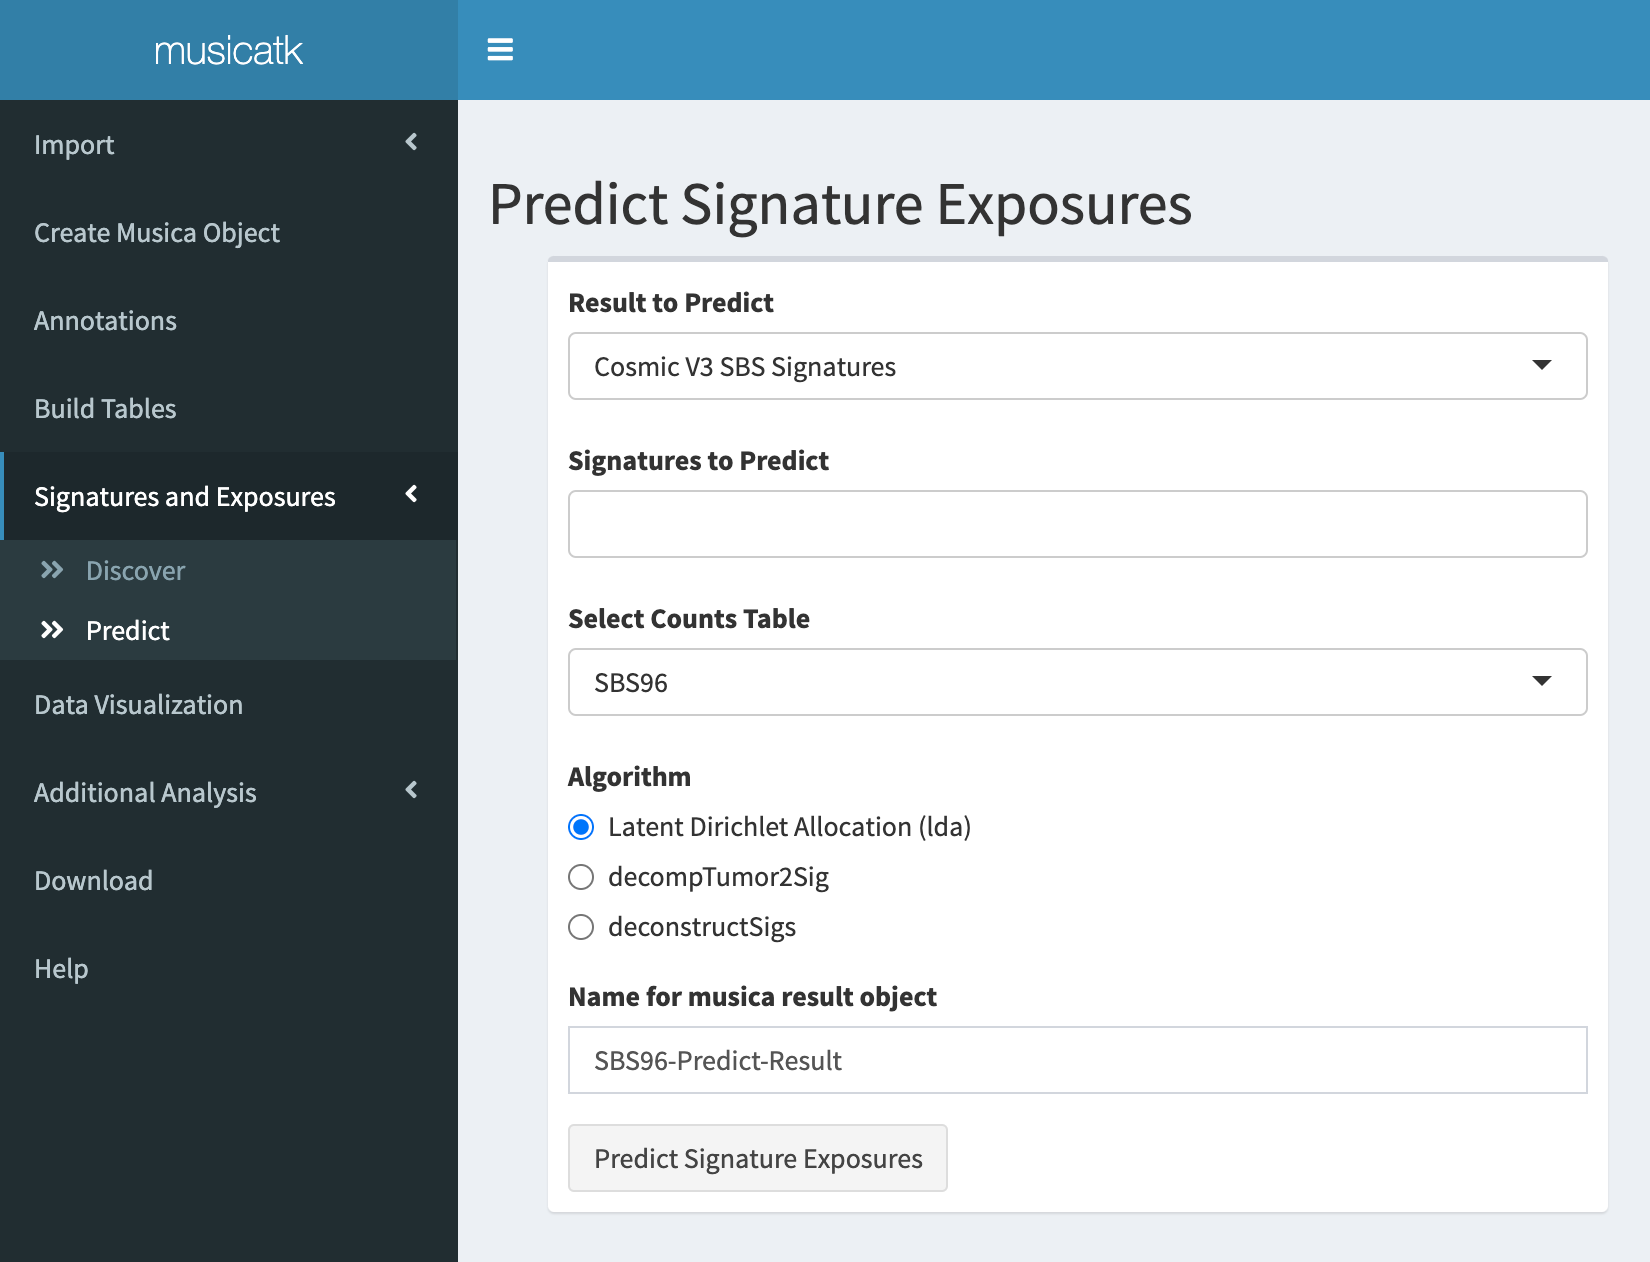 musicatk
Import
Create Musica Object
Annotations
Build Tables
Signatures and Exposures
Discover
Predict
Data Visualization
Additional Analysis
Download
Help
Predict Signature Exposures
Result to Predict
Cosmic V3 SBS Signatures
Signatures to Predict
Select Counts Table
SBS96
Algorithm
Latent Dirichlet Allocation (lda)
decompTumor2Sig
deconstructSigs
Name for musica result object
SBS96-Predict-Result
Predict Signature Exposures